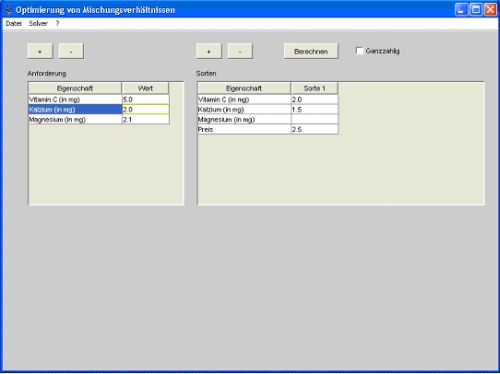 Optimierung von Mischungsverhältnissen
Datei Solver ?
+ - + - Berechnen Ganzzahlig
Anforderung Sorten
Eigenschaft Wert Eigenschaft Sorte 1
Vitamin C (in mg) 5.0 Vitamin C (in mg) 2.0
Kalzium (in mg) 2.0 Kalzium (in mg) 1.5
Magnesium (in mg) 2.1 Magnesium (in mg)
Preis 2.5